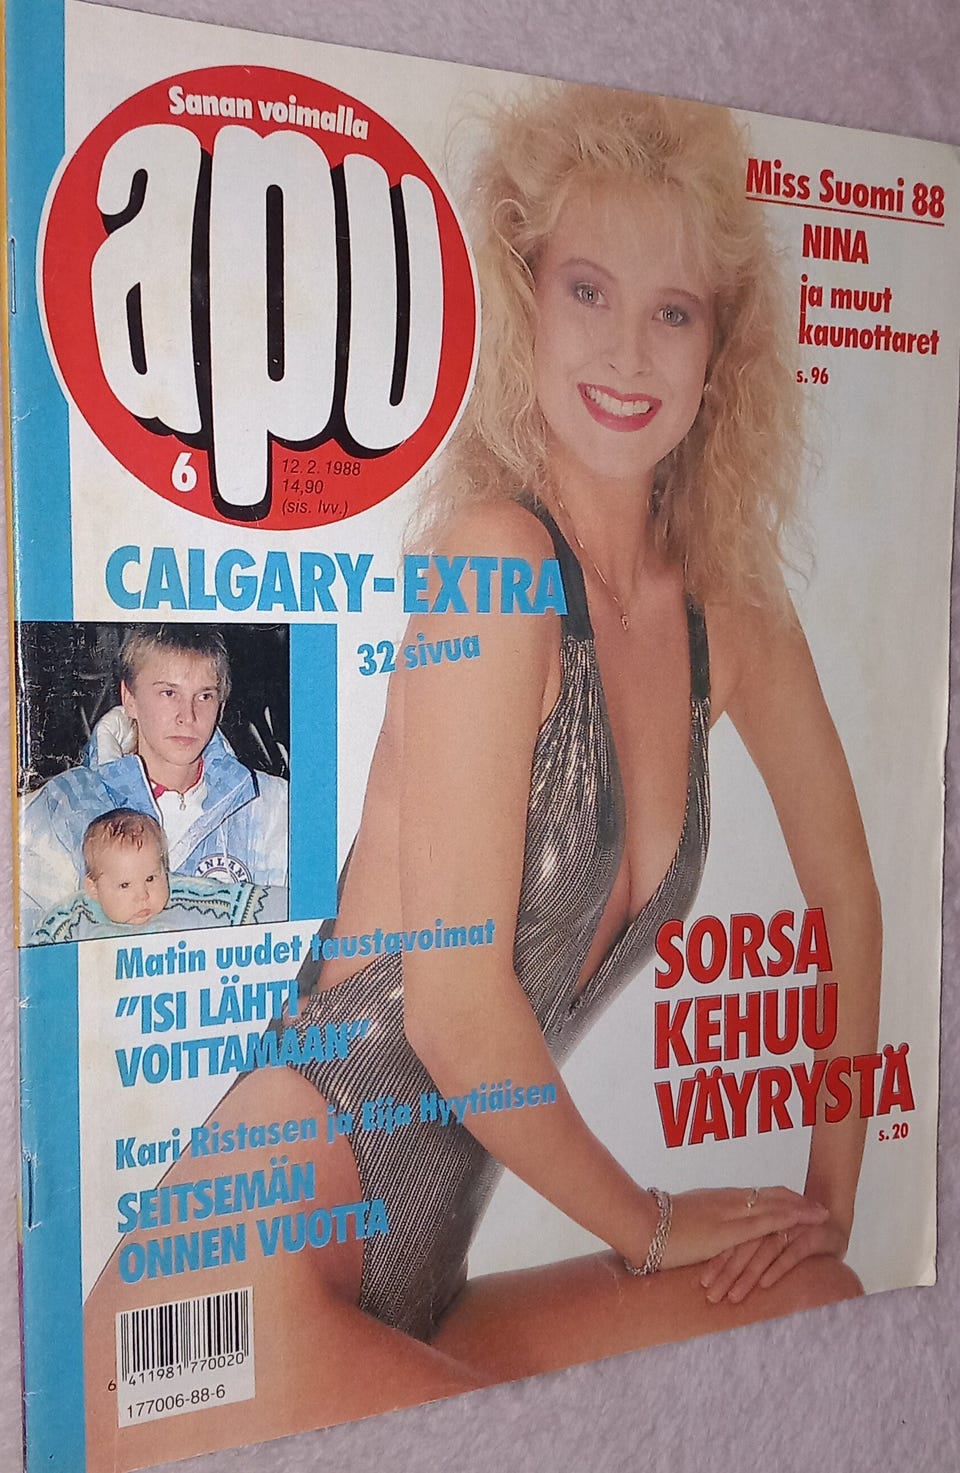 Sanan voimalla
apu
6
12. 2. 1988
14,90
(sis. lvv.)
Miss Suomi 88
NINA
ja muut
kaunottaret
s. 96
CALGARY-EXTRA
32 sivua
INLAND
Matin uudet taustavoimat
"ISI LÄHTI
VOITTAMAAN"
Kari Ristasen ja Eija Hyytiäisen
SEITSEMÄN
ONNEN VUOTTA
SORSA
KEHUU
VÄYRYSTÄ
s. 20
6 411981 770020
177006-88-6